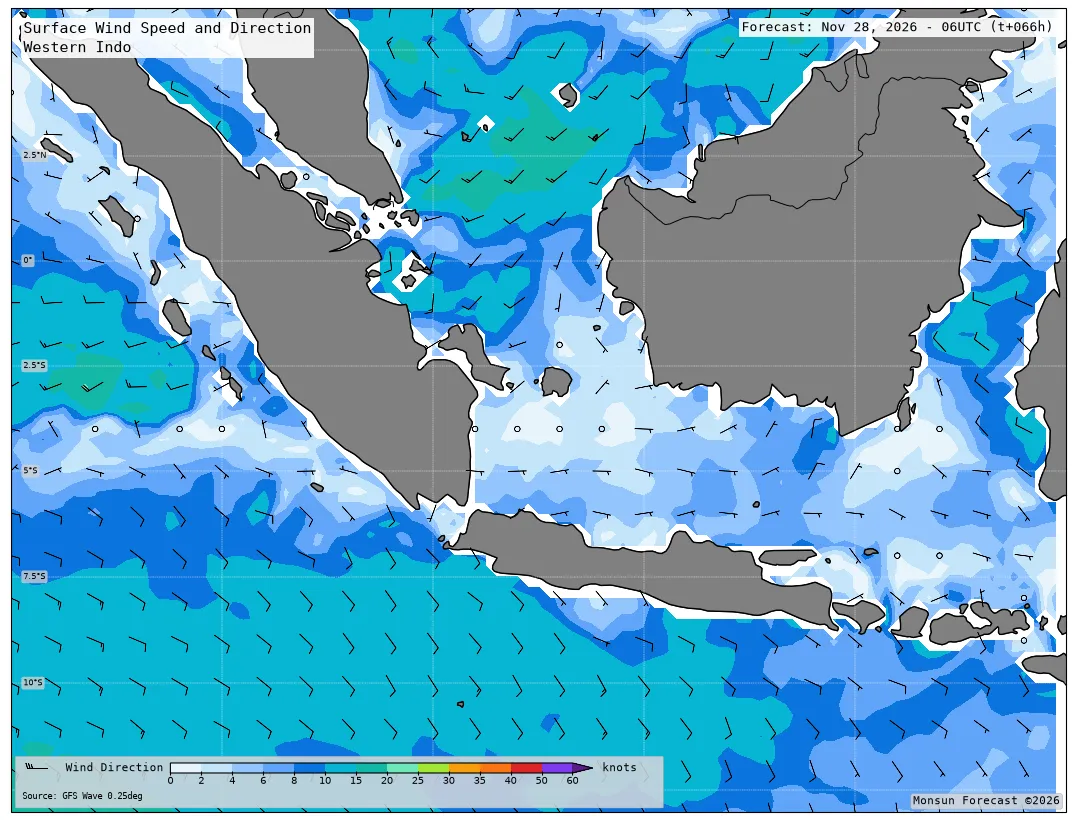 Surface Wind Speed and Direction
Western Indo
Forecast: Nov 28, 2026 - 06UTC (t+066h)
2.5°N
0°
2.5°S
5°S
7.5°S
10°S
Wind Direction
0 2 4 6 8 10 15 20 25 30 35 40 50 60
knots
Source: GFS Wave 0.25deg
Monsun Forecast ©2026